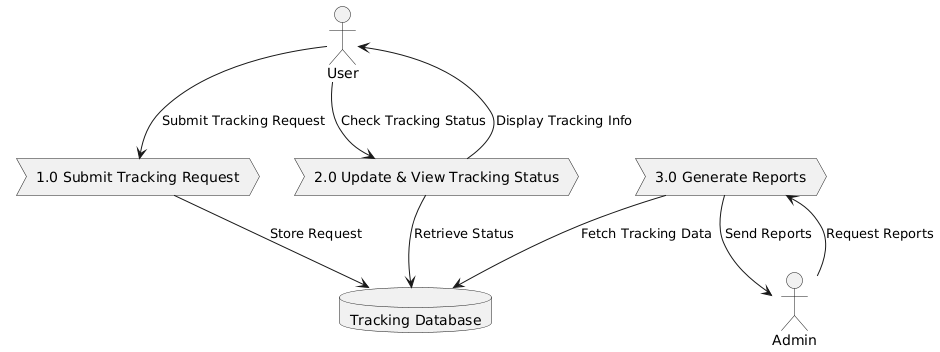 User
Submit Tracking Request
Check Tracking Status
Display Tracking Info
1.0 Submit Tracking Request
2.0 Update & View Tracking Status
3.0 Generate Reports
Store Request
Retrieve Status
Fetch Tracking Data
Send Reports
Request Reports
Tracking Database
Admin